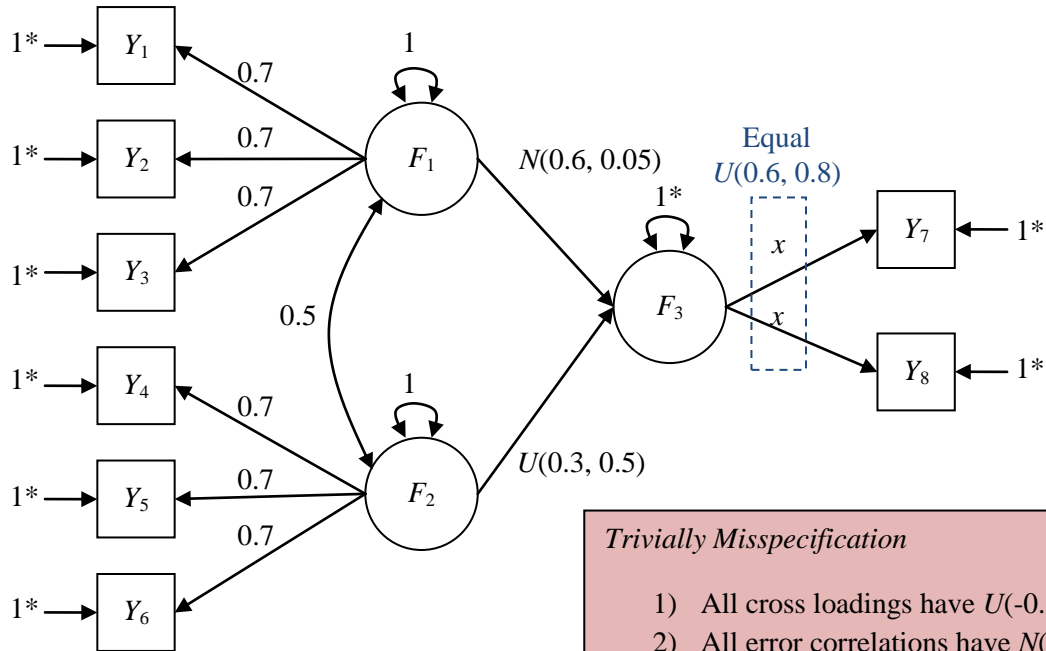 1*
Y1
0.7
1
1*
Y2
0.7
F1
N(0.6, 0.05)
Equal
U(0.6, 0.8)
1*
Y3
0.7
1*
x
Y7
1*
0.5
F3
x
1*
Y4
0.7
1
Y8
1*
1*
Y5
0.7
F2
U(0.3, 0.5)
1*
Y6
0.7
Trivially Misspecification
1) All cross loadings have U(-0.
2) All error correlations have N(